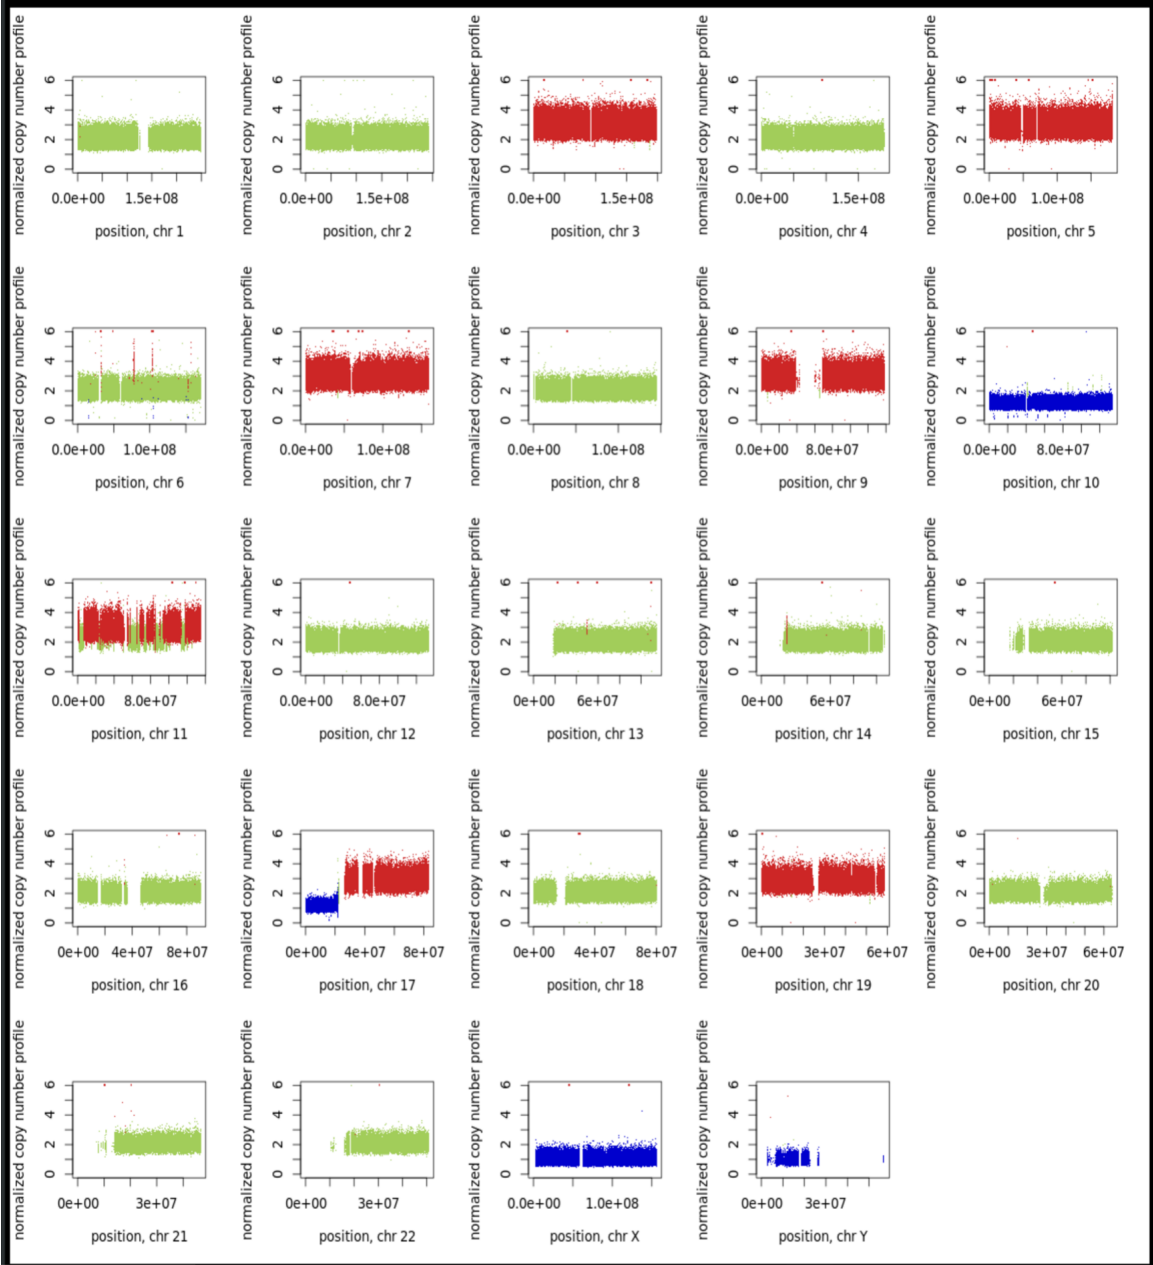 normalized copy number profile
0 2 4 6
0.0e+00 1.5e+08
position, chr 1
normalized copy number profile
0 2 4 6
0.0e+00 1.5e+08
position, chr 2
normalized copy number profile
0 2 4 6
0.0e+00 1.5e+08
position, chr 3
normalized copy number profile
0 2 4 6
0.0e+00 1.5e+08
position, chr 4
normalized copy number profile
0 2 4 6
0.0e+00 1.0e+08
position, chr 5
normalized copy number profile
0 2 4 6
0.0e+00 1.0e+08
position, chr 6
normalized copy number profile
0 2 4 6
0.0e+00 1.0e+08
position, chr 7
normalized copy number profile
0 2 4 6
0.0e+00 1.0e+08
position, chr 8
normalized copy number profile
0 2 4 6
0.0e+00 8.0e+07
position, chr 9
normalized copy number profile
0 2 4 6
0.0e+00 8.0e+07
position, chr 10
normalized copy number profile
0 2 4 6
0.0e+00 8.0e+07
position, chr 11
normalized copy number profile
0 2 4 6
0.0e+00 8.0e+07
position, chr 12
normalized copy number profile
0 2 4 6
0e+00 6e+07
position, chr 13
normalized copy number profile
0 2 4 6
0e+00 6e+07
position, chr 14
normalized copy number profile
0 2 4 6
0e+00 6e+07
position, chr 15
normalized copy number profile
0 2 4 6
0e+00 4e+07 8e+07
position, chr 16
normalized copy number profile
0 2 4 6
0e+00 4e+07 8e+07
position, chr 17
normalized copy number profile
0 2 4 6
0e+00 4e+07 8e+07
position, chr 18
normalized copy number profile
0 2 4 6
0e+00 3e+07 6e+07
position, chr 19
normalized copy number profile
0 2 4 6
0e+00 3e+07 6e+07
position, chr 20
normalized copy number profile
0 2 4 6
0e+00 3e+07
position, chr 21
normalized copy number profile
0 2 4 6
0e+00 3e+07
position, chr 22
normalized copy number profile
0 2 4 6
0.0e+00 1.0e+08
position, chr X
normalized copy number profile
0 2 4 6
0e+00 3e+07
position, chr Y